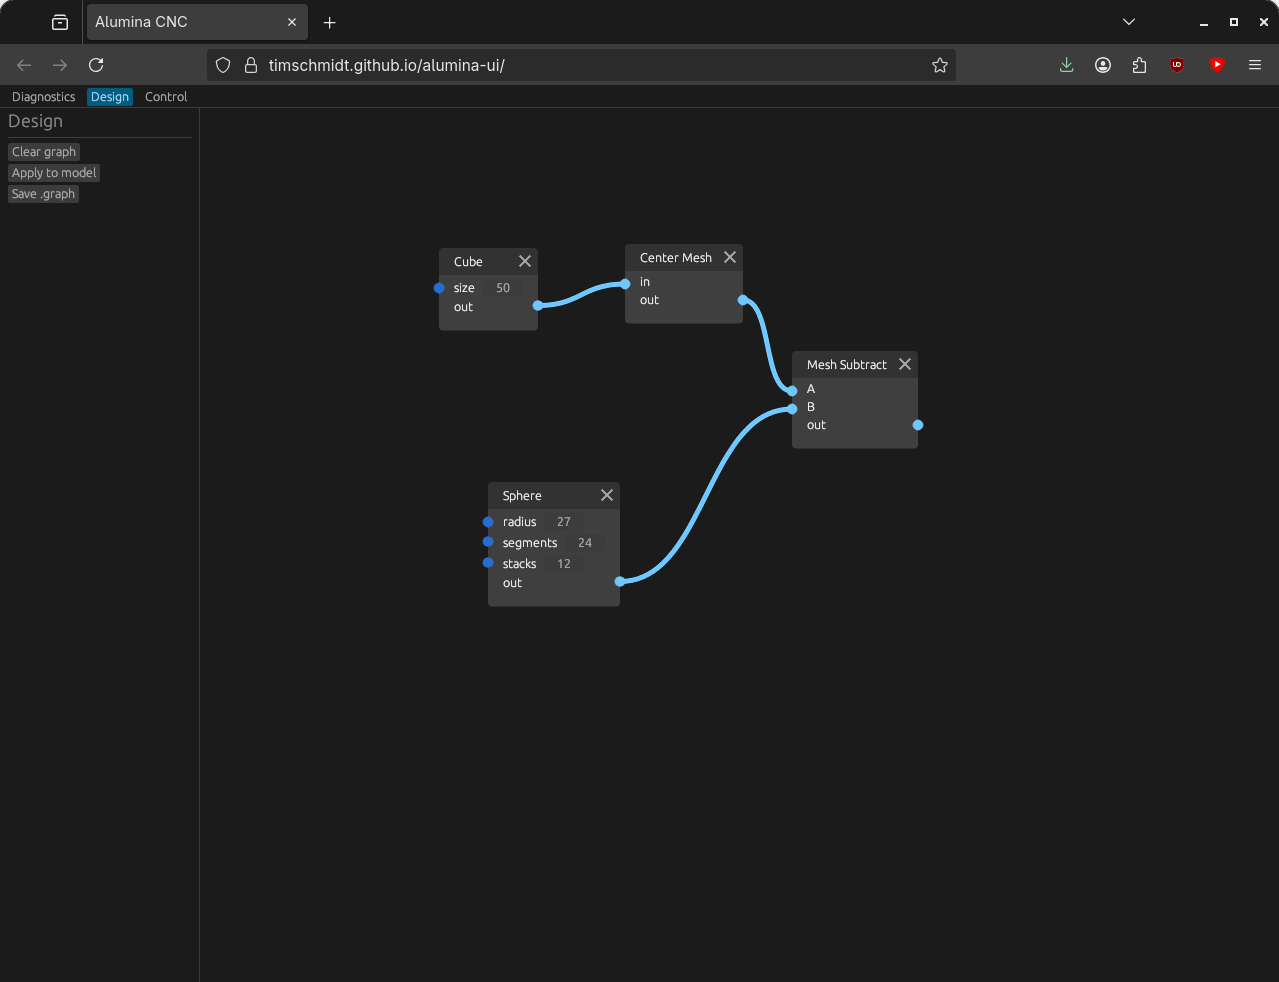 Alumina CNC
timschmidt.github.io/alumina-ui/
Diagnostics Design Control
Design
Clear graph
Apply to model
Save .graph
Cube
size 50
out
Center Mesh
in
out
Mesh Subtract
A
B
out
Sphere
radius 27
segments 24
stacks 12
out